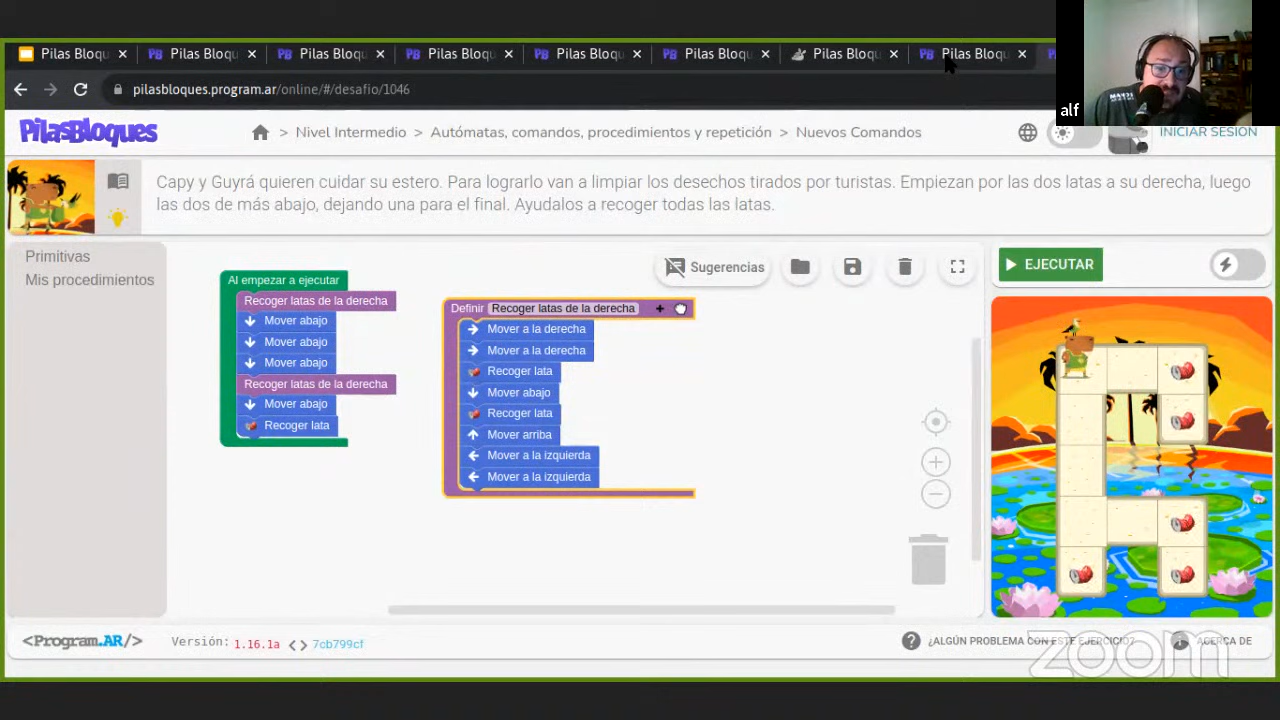 Pilas Bloqu
Pilas Bloqu
Pilas Bloqu
Pilas Bloqu
Pilas Bloqu
Pilas Bloqu
Pilas Bloqu
Pilas Bloqu
pilasbloques.program.ar/online/#/desafio/1046
alf
PILASBLOQUES
Nivel Intermedio > Autómatas, comandos, procedimientos y repetición > Nuevos Comandos
INICIAR SESIÓN
Capy y Guyrá quieren cuidar su estero. Para lograrlo van a limpiar los desechos tirados por turistas. Empiezan por las dos latas a su derecha, luego
las dos de más abajo, dejando una para el final. Ayudalos a recoger todas las latas.
Primitivas
Mis procedimientos
Al empezar a ejecutar
Recoger latas de la derecha
Mover abajo
Mover abajo
Mover abajo
Recoger latas de la derecha
Mover abajo
Recoger lata
Sugerencias
Definir Recoger latas de la derecha +
Mover a la derecha
Mover a la derecha
Recoger lata
Mover abajo
Recoger lata
Mover arriba
Mover a la izquierda
Mover a la izquierda
EJECUTAR
<Program.AR/>
Versión: 1.16.1a <> 7cb799cf
¿ALGÚN PROBLEMA CON ESTE EJERCICIO?
ACERCA DE
zoom